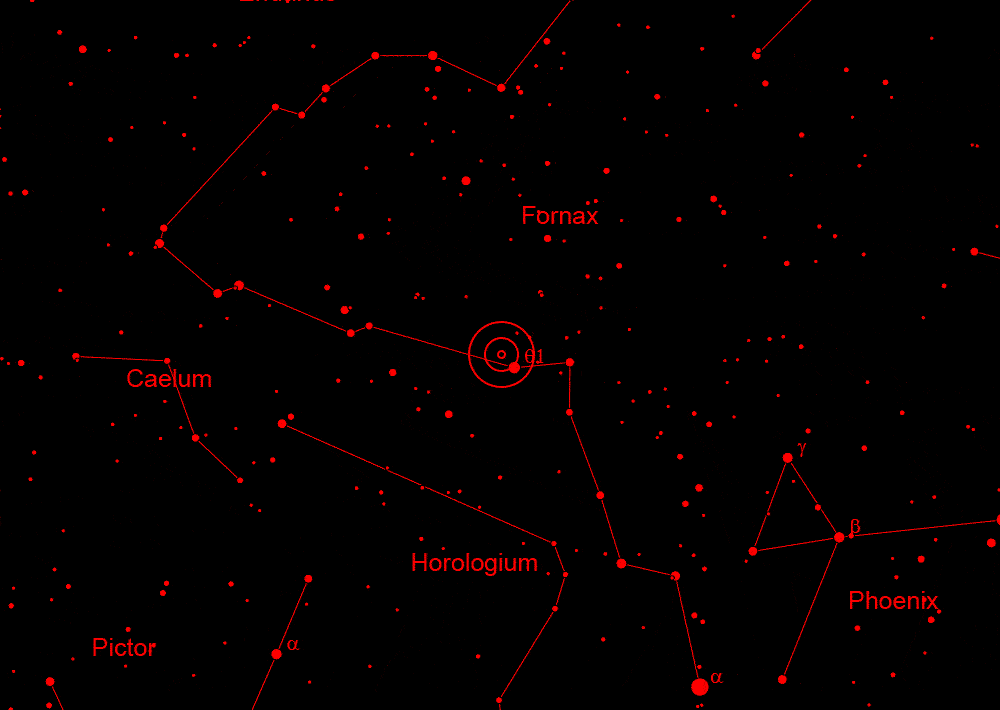 Fornax
θ1
Caelum
γ
β
Horologium
Phoenix
Pictor
α
α